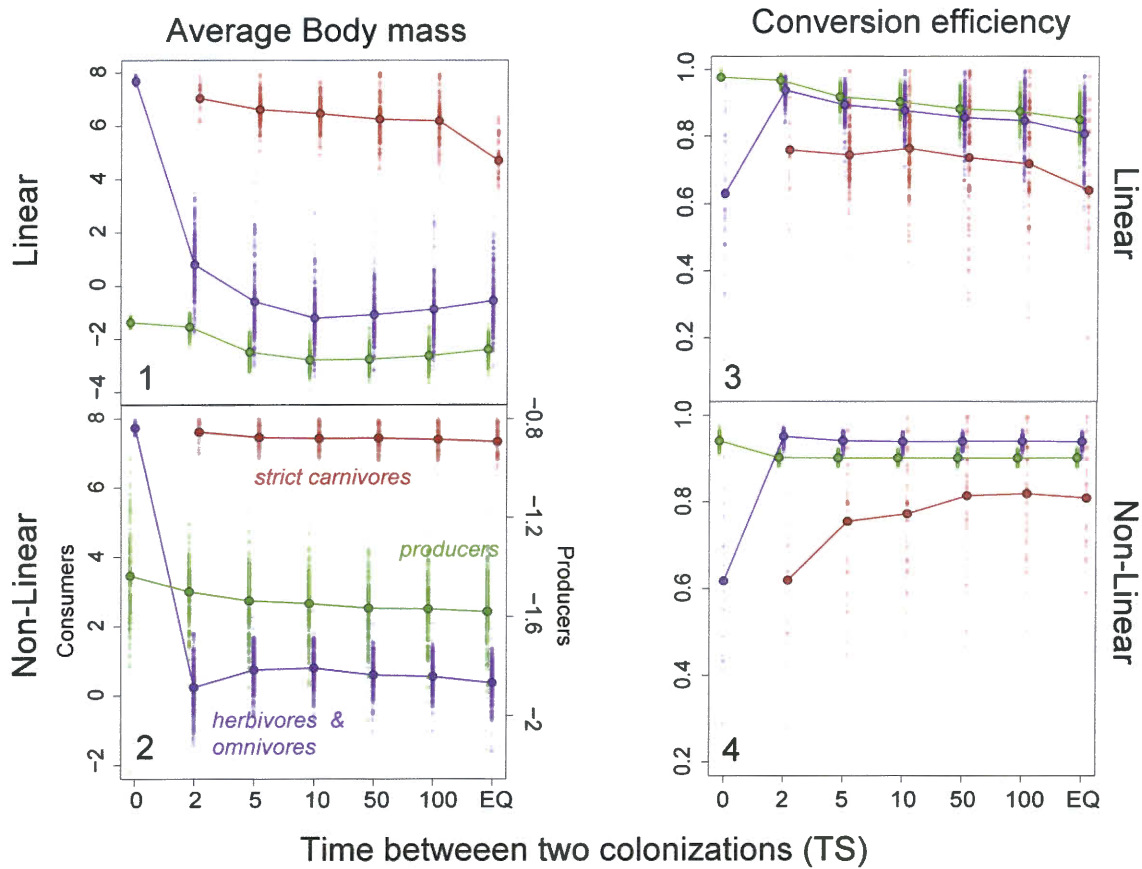 Average Body mass
Conversion efficiency
Linear
8
6
4
2
0
−2
−4
1
1.0
0.8
0.6
0.4
0.2
3
Linear
Non-Linear
Consumers
8
6
4
2
0
−2
2
strict carnivores
producers
herbivores &
omnivores
−0.8
−1.2
−1.6
−2
Producers
1.0
0.8
0.6
0.4
0.2
4
Non-Linear
0 2 5 10 50 100 EQ
0 2 5 10 50 100 EQ
Time betweeen two colonizations (TS)